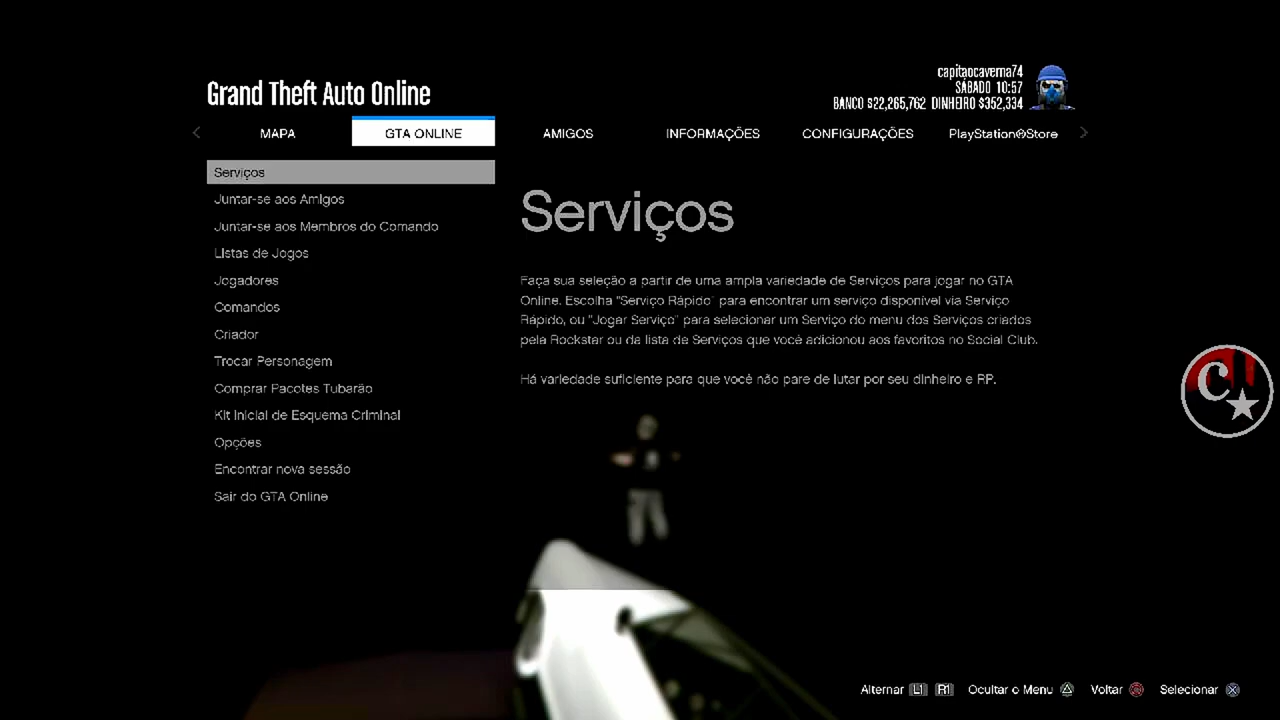 Grand Theft Auto Online
capitaocaverna74
SÁBADO 10:57
BANCO $22,265,762 DINHEIRO $352,334
MAPA
GTA ONLINE
AMIGOS
INFORMAÇÕES
CONFIGURAÇÕES
PlayStation®Store
Serviços
Juntar-se aos Amigos
Juntar-se aos Membros do Comando
Listas de Jogos
Jogadores
Comandos
Criador
Trocar Personagem
Comprar Pacotes Tubarão
Kit Inicial de Esquema Criminal
Opções
Encontrar nova sessão
Sair do GTA Online
Serviços
Faça sua seleção a partir de uma ampla variedade de Serviços para jogar no GTA
Online. Escolha "Serviço Rápido" para encontrar um serviço disponível via Serviço
Rápido, ou "Jogar Serviço" para selecionar um Serviço do menu dos Serviços criados
pela Rockstar ou da lista de Serviços que você adicionou aos favoritos no Social Club.
Há variedade suficiente para que você não pare de lutar por seu dinheiro e RP.
C
Alternar L1 R1 Ocultar o Menu Voltar Selecionar